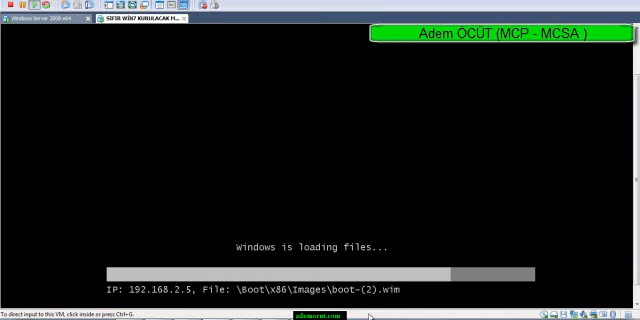 Windows Server 2008 x64
SIFIR WİN7 KURULACAK M...
Adem ÖCÜT (MCP - MCSA )
Windows is loading files...
IP: 192.168.2.5, File: \Boot\x86\Images\boot-(2).wim
To direct input to this VM, click inside or press Ctrl+G.
ademocut.com